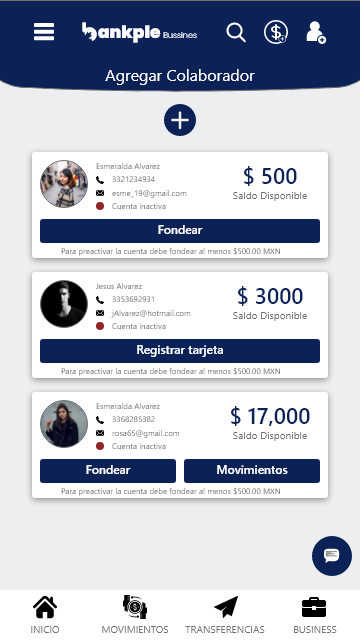 bankple Bussines
Agregar Colaborador
Esmeralda Alvarez
3321234934
esme_19@gmail.com
Cuenta inactiva
$ 500
Saldo Disponible
Fondear
Para preactivar la cuenta debe fondear al menos $500.00 MXN
Jesus Alvarez
3353692931
jAlvarez@hotmail.com
Cuenta inactiva
$ 3000
Saldo Disponible
Registrar tarjeta
Para preactivar la cuenta debe fondear al menos $500.00 MXN
Esmeralda Alvarez
3368285382
rosa65@gmail.com
Cuenta inactiva
$ 17,000
Saldo Disponible
Fondear Movimientos
Para preactivar la cuenta debe fondear al menos $500.00 MXN
INICIO MOVIMIENTOS TRANSFERENCIAS BUSINESS